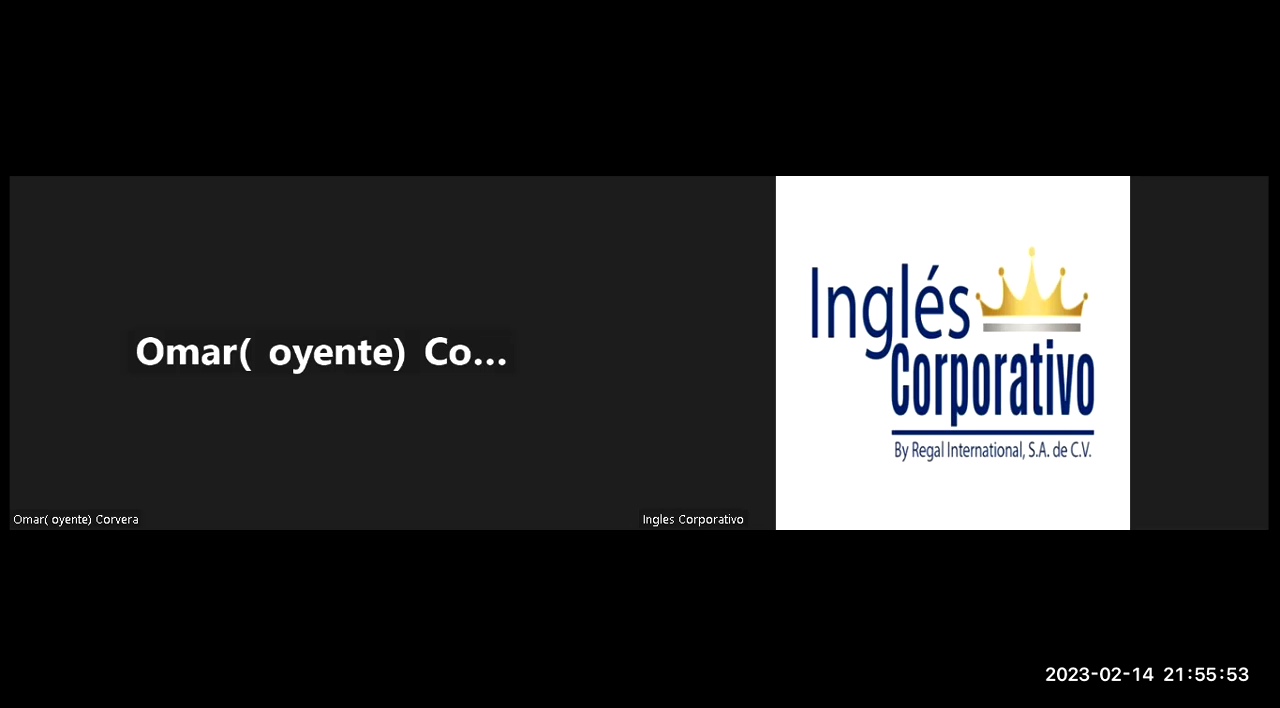 Omar( oyente) Co...
Omar( oyente) Corvera
Inglés
Corporativo
By Regal International, S.A. de C.V.
Ingles Corporativo
2023-02-14 21:55:53